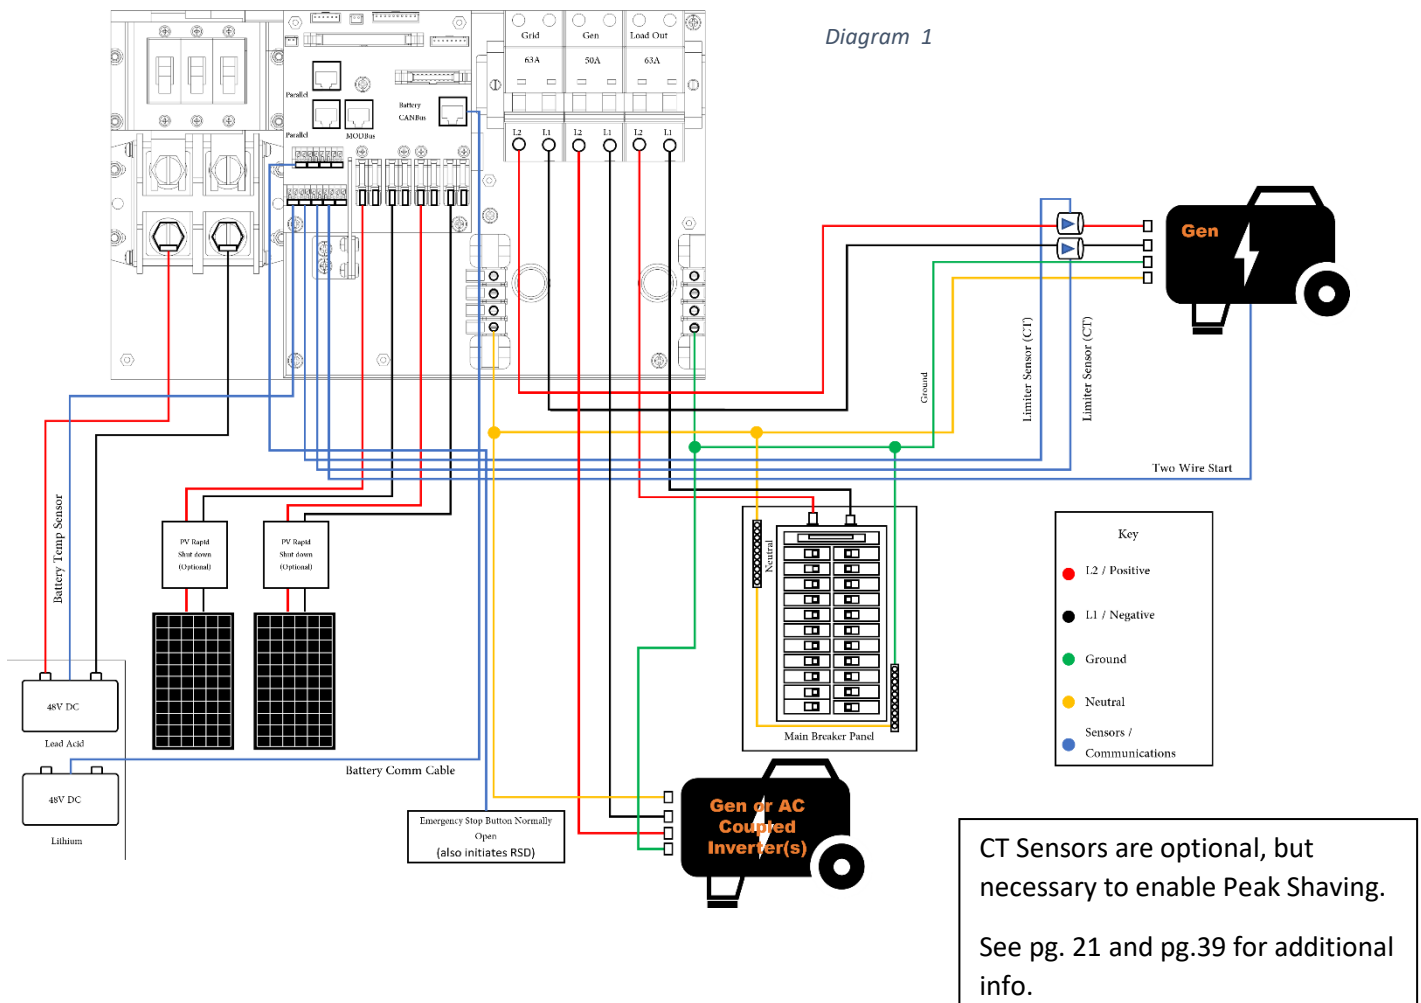 Diagram 1
Grid
Gen
Load Out
63A
50A
63A
Parallel
Battery
CANBus
Parallel
MODBus
L2
L1
L2
L1
L2
L1
Gen
Ground
Limiter Sensor (CT)
Limiter Sensor (CT)
Two Wire Start
Battery Temp Sensor
PV Rapid
Shut down
(Optional)
PV Rapid
Shut down
(Optional)
Neutral
Key
L2 / Positive
L1 / Negative
Ground
Neutral
Sensors /
Communications
48V DC
Lead Acid
Main Breaker Panel
Battery Comm Cable
48V DC
Lithium
Emergency Stop Button Normally
Open
(also initiates RSD)
Gen or AC
Coupled
Inverter(s)
CT Sensors are optional, but
necessary to enable Peak Shaving.
See pg. 21 and pg.39 for additional
info.